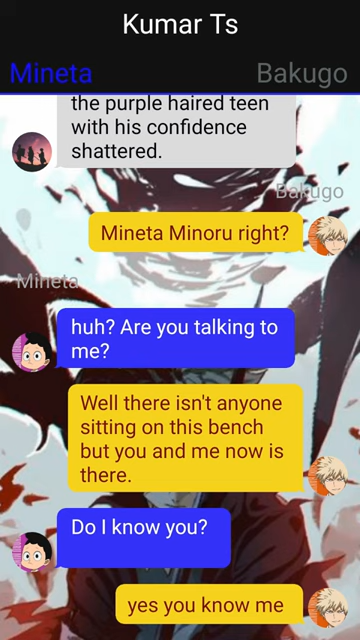 Kumar Ts
Mineta
Bakugo
the purple haired teen
with his confidence
shattered.
Bakugo
Mineta Minoru right?
Mineta
huh? Are you talking to
me?
Well there isn't anyone
sitting on this bench
but you and me now is
there.
Do I know you?
yes you know me